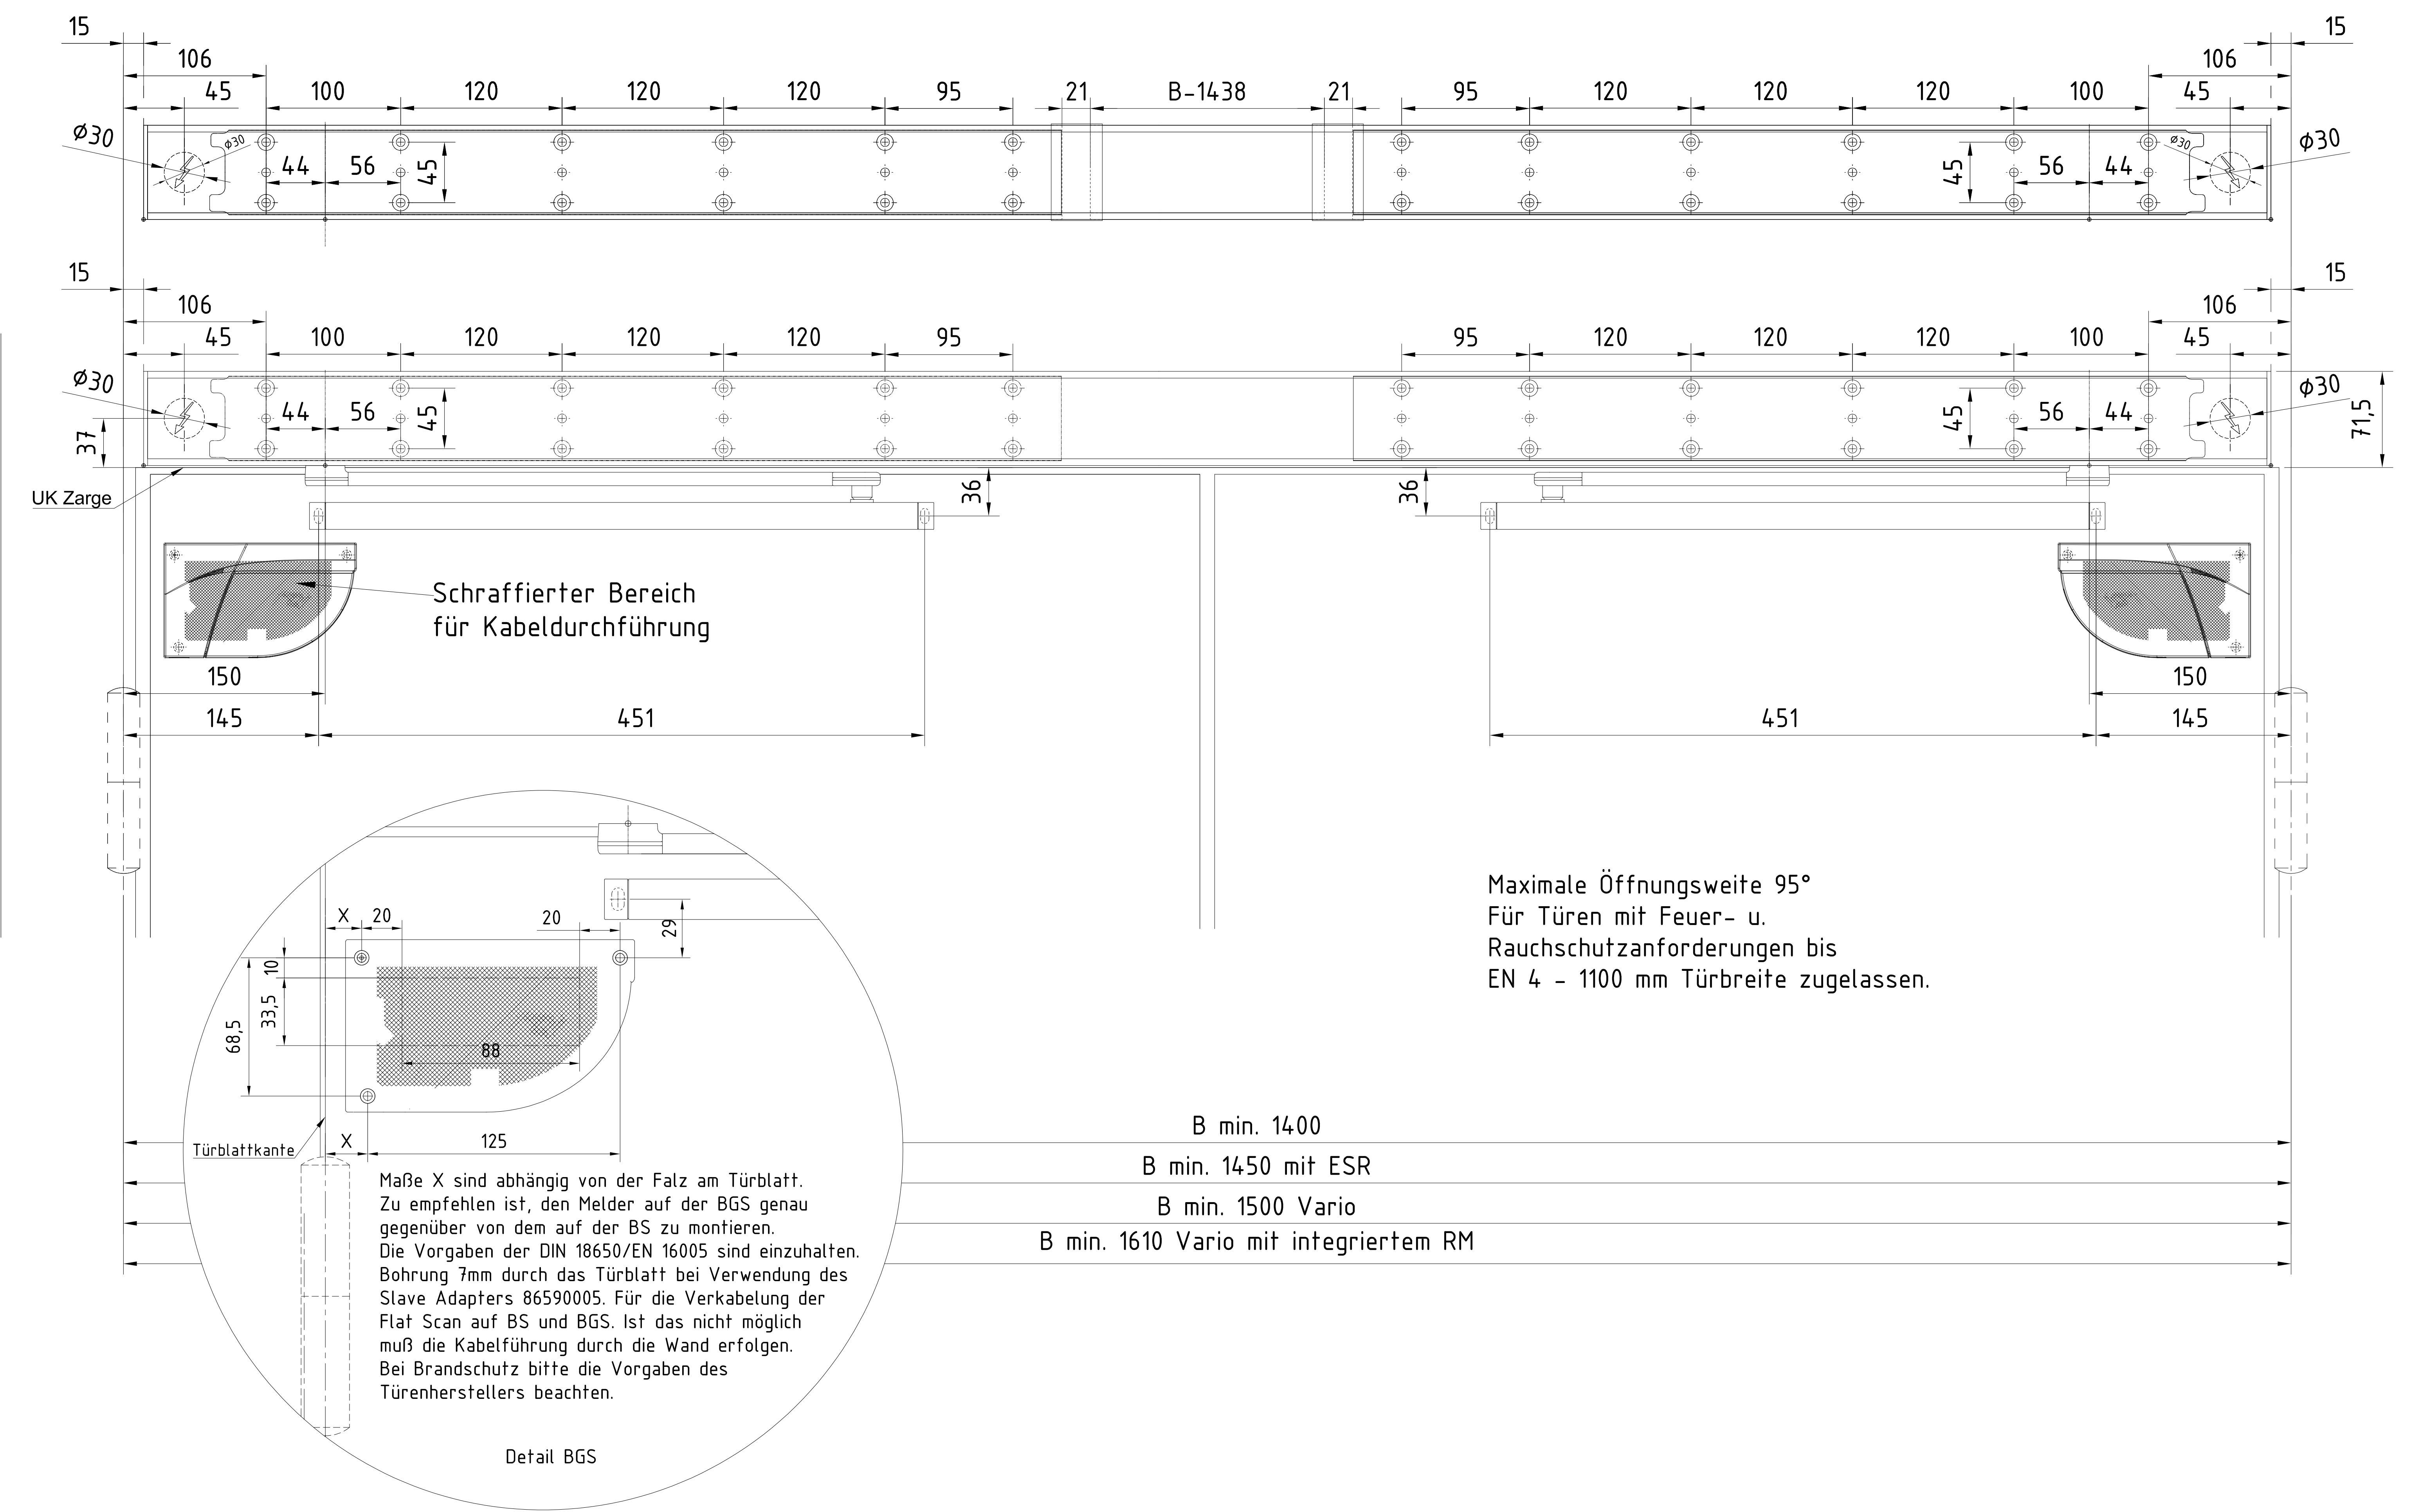 15
15
106
106
45
100
120
120
120
95
21
B-1438
21
95
120
120
120
100
45
Ø30
Ø30
44
56
45
45
56
44
Ø30
Ø30
15
15
106
106
45
100
120
120
120
95
95
120
120
120
100
45
Ø30
44
56
45
45
56
44
Ø30
37
71,5
UK Zarge
36
36
Schraffierter Bereich
für Kabeldurchführung
150
150
145
451
451
145
Maximale Öffnungsweite 95°
Für Türen mit Feuer- u.
Rauchschutzanforderungen bis
EN 4 - 1100 mm Türbreite zugelassen.
X
20
20
29
10
33,5
68,5
88
Türblattkante
X
125
B min. 1400
B min. 1450 mit ESR
B min. 1500 Vario
B min. 1610 Vario mit integriertem RM
Maße X sind abhängig von der Falz am Türblatt.
Zu empfehlen ist, den Melder auf der BGS genau
gegenüber von dem auf der BS zu montieren.
Die Vorgaben der DIN 18650/EN 16005 sind einzuhalten.
Bohrung 7mm durch das Türblatt bei Verwendung des
Slave Adapters 86590005. Für die Verkabelung der
Flat Scan auf BS und BGS. Ist das nicht möglich
muß die Kabelführung durch die Wand erfolgen.
Bei Brandschutz bitte die Vorgaben des
Türenherstellers beachten.
Detail BGS